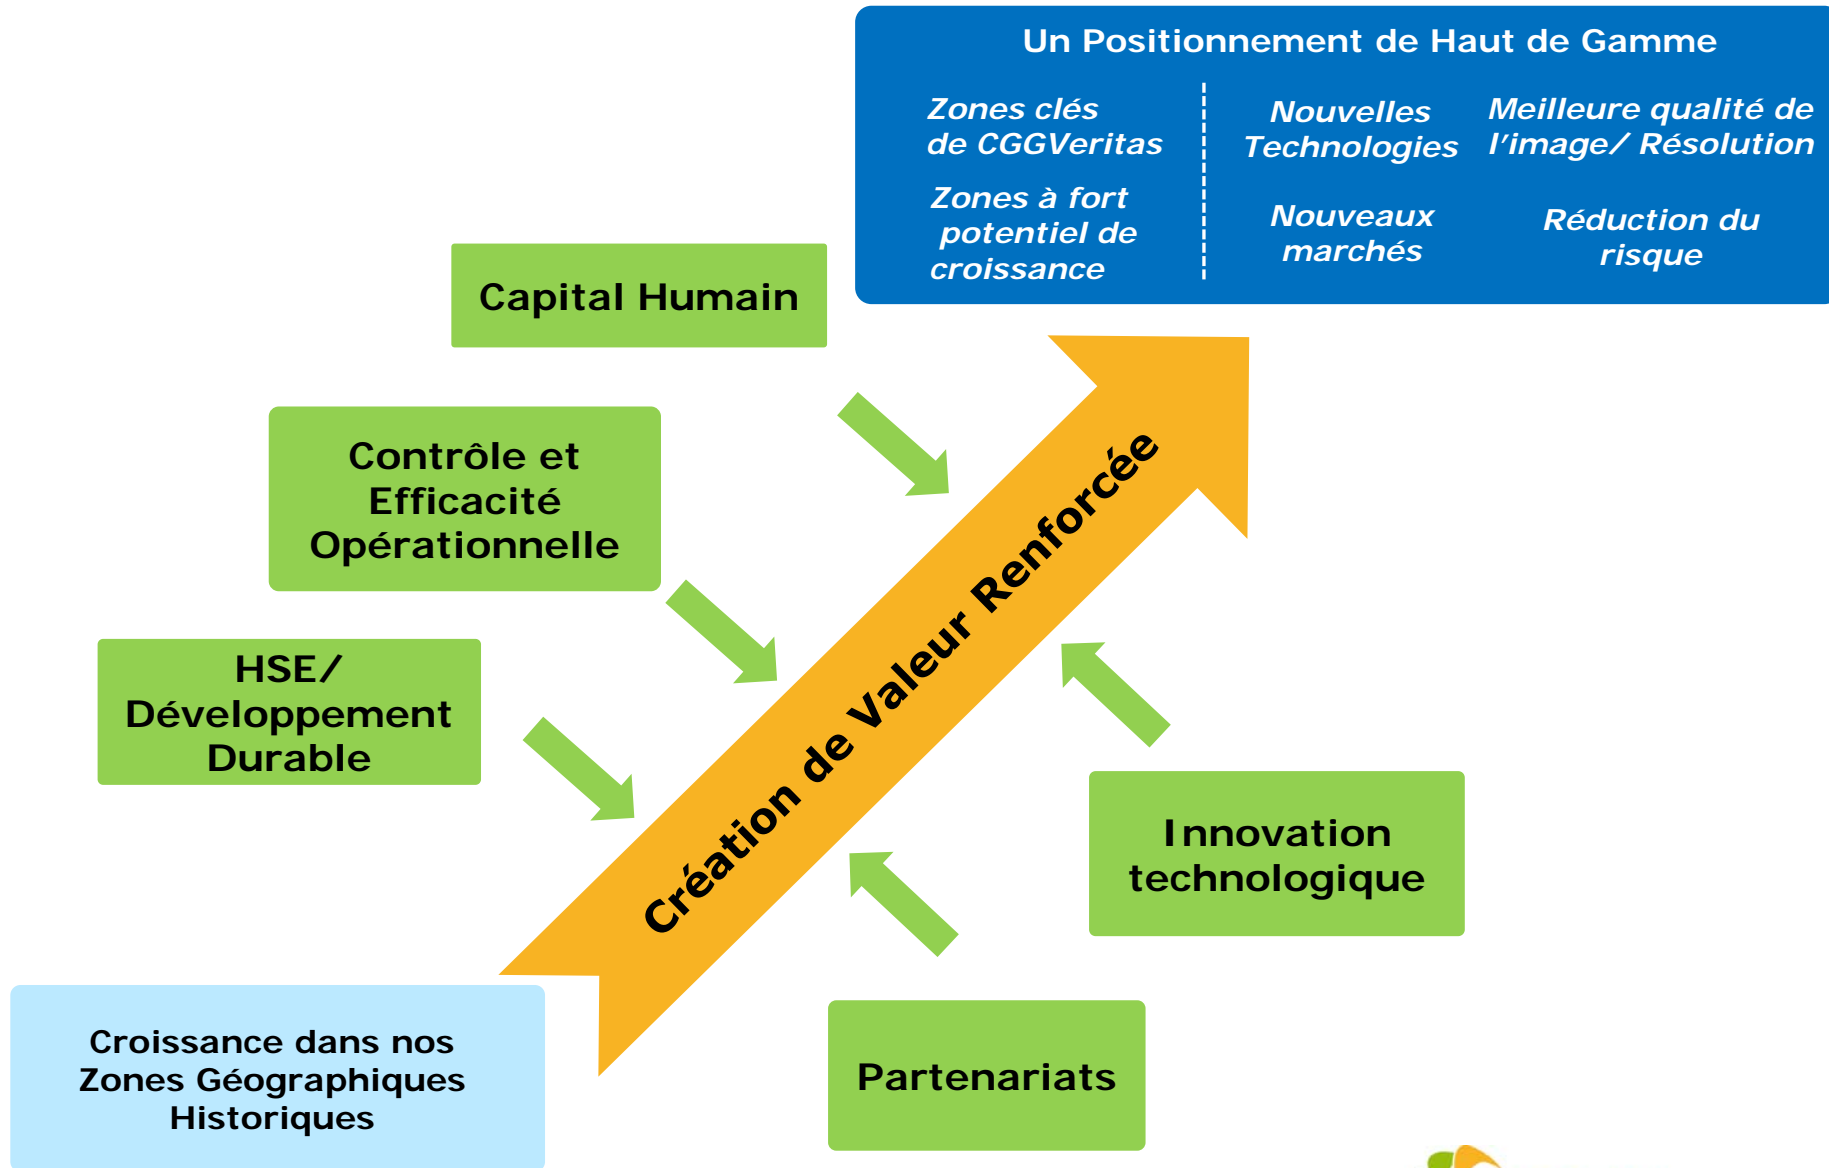 Un Positionnement de Haut de Gamme
Zones clés
de CGGVeritas
Zones à fort
potentiel de
croissance
Nouvelles
Technologies
Nouveaux
marchés
Meilleure qualité de
l'image/ Résolution
Réduction du
risque
Capital Humain
Contrôle et
Efficacité
Opérationnelle
HSE/
Développement
Durable
Création de Valeur Renforcée
Innovation
technologique
Partenariats
Croissance dans nos
Zones Géographiques
Historiques